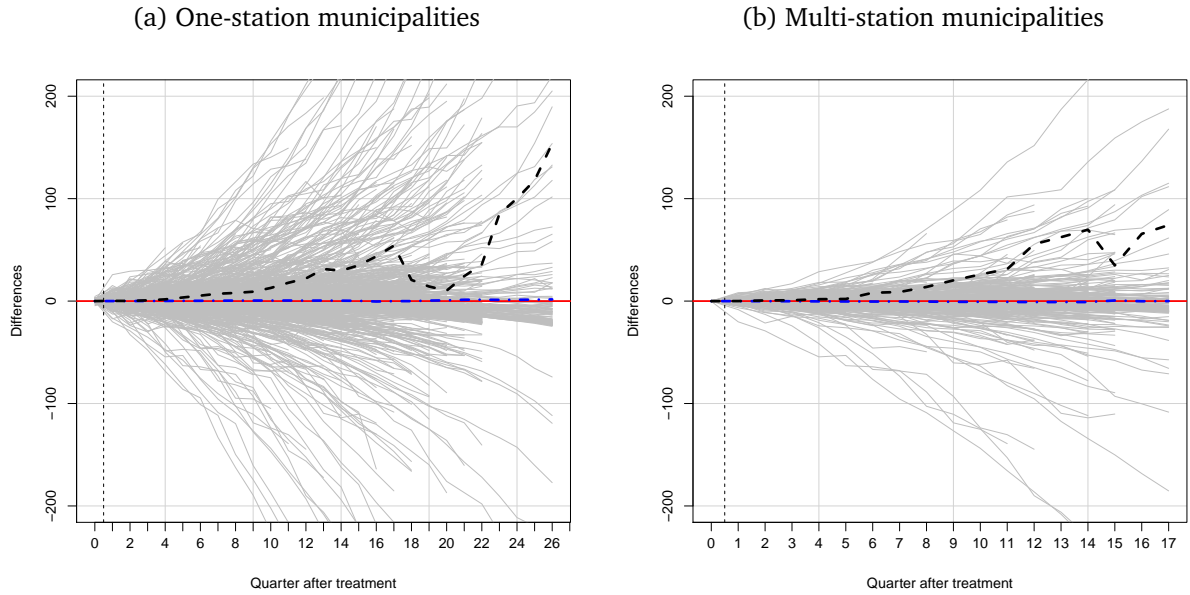 (a) One-station municipalities
(b) Multi-station municipalities
200
100
0
−100
−200
Differences
0 2 4 6 8 10 12 14 16 18 20 22 24 26
Quarter after treatment
200
100
0
−100
−200
Differences
0 1 2 3 4 5 6 7 8 9 10 11 12 13 14 15 16 17
Quarter after treatment